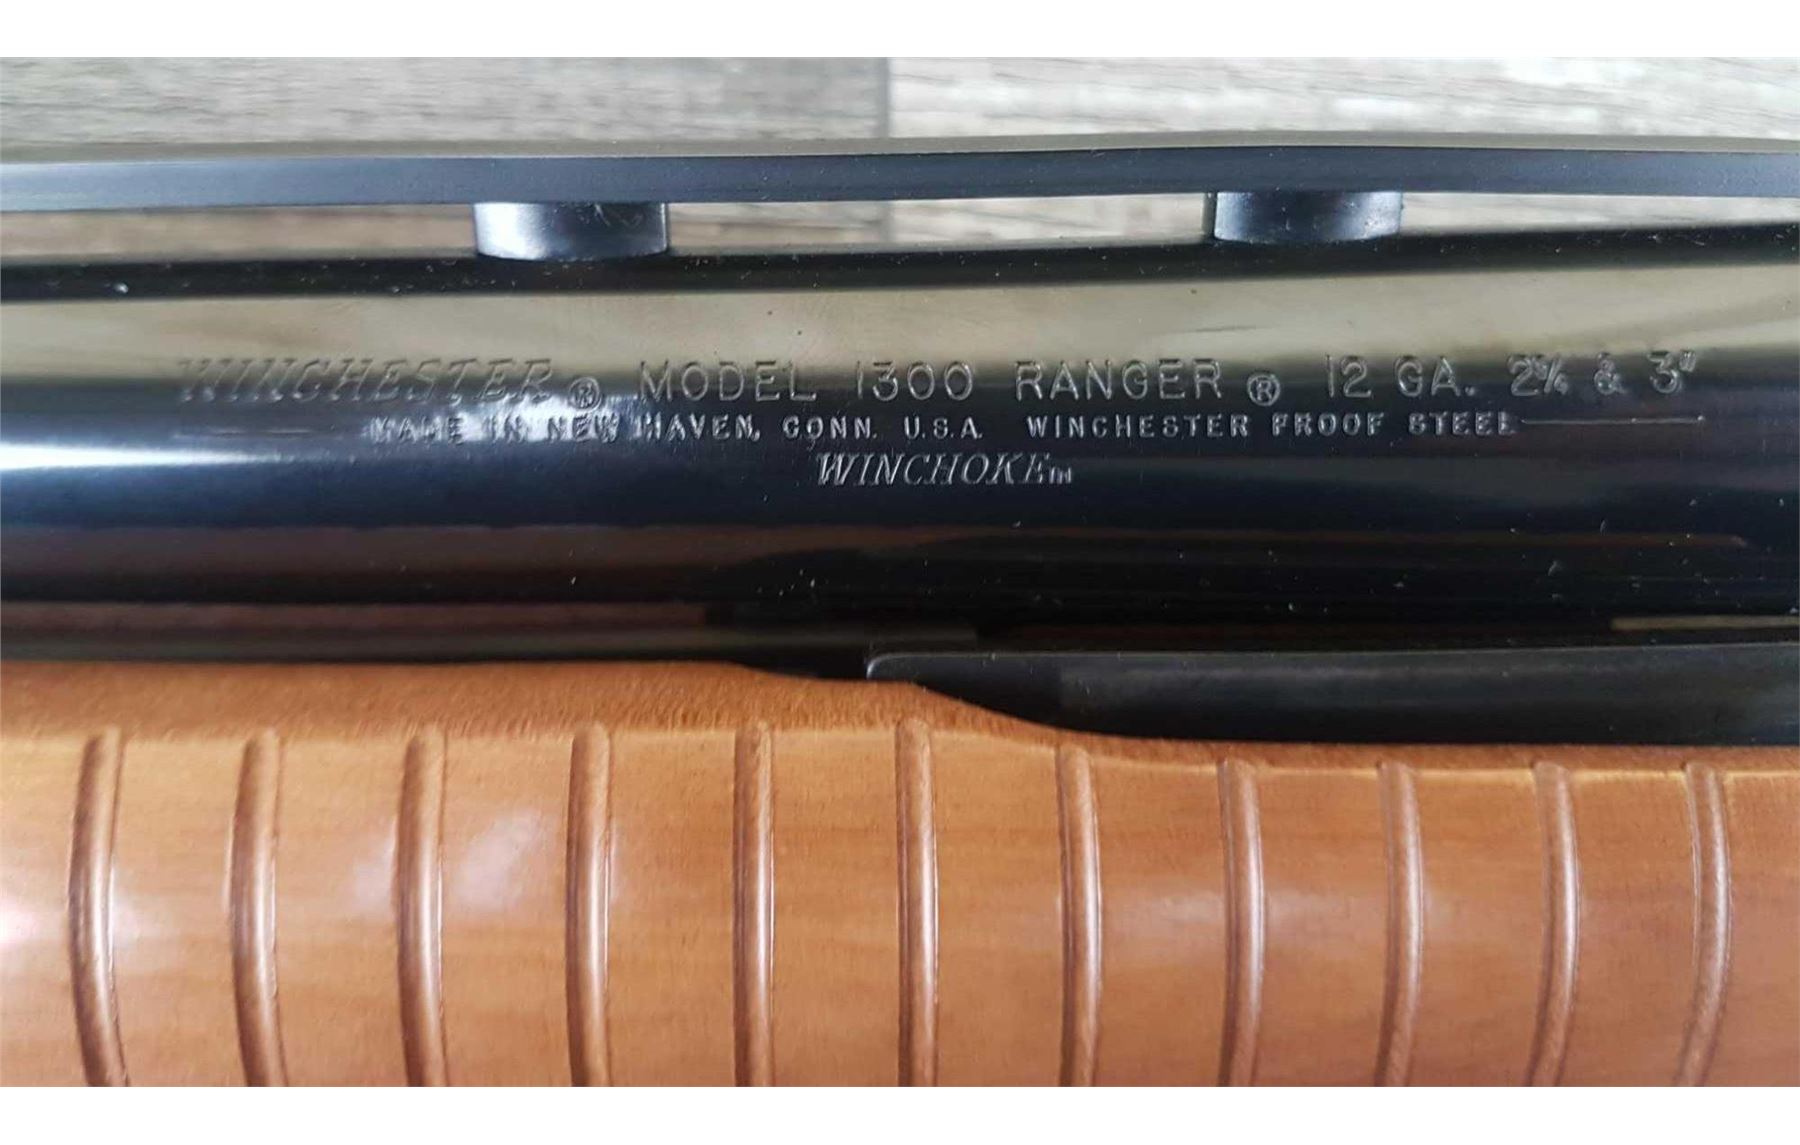 WINCHESTER® MODEL 1300 RANGER® 12 GA. 2¾ & 3"
MADE IN NEW HAVEN, CONN. U.S.A. WINCHESTER PROOF STEEL
WINCHOKE™